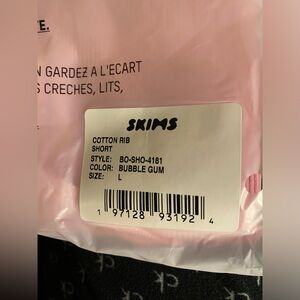 E.
N GARDEZ A L'ECART
S CRECHES, LITS,
SKIMS
COTTON RIB
SHORT
STYLE: BO-SHO-4181
COLOR: BUBBLE GUM
SIZE: L
1 97128 93192 4
CK